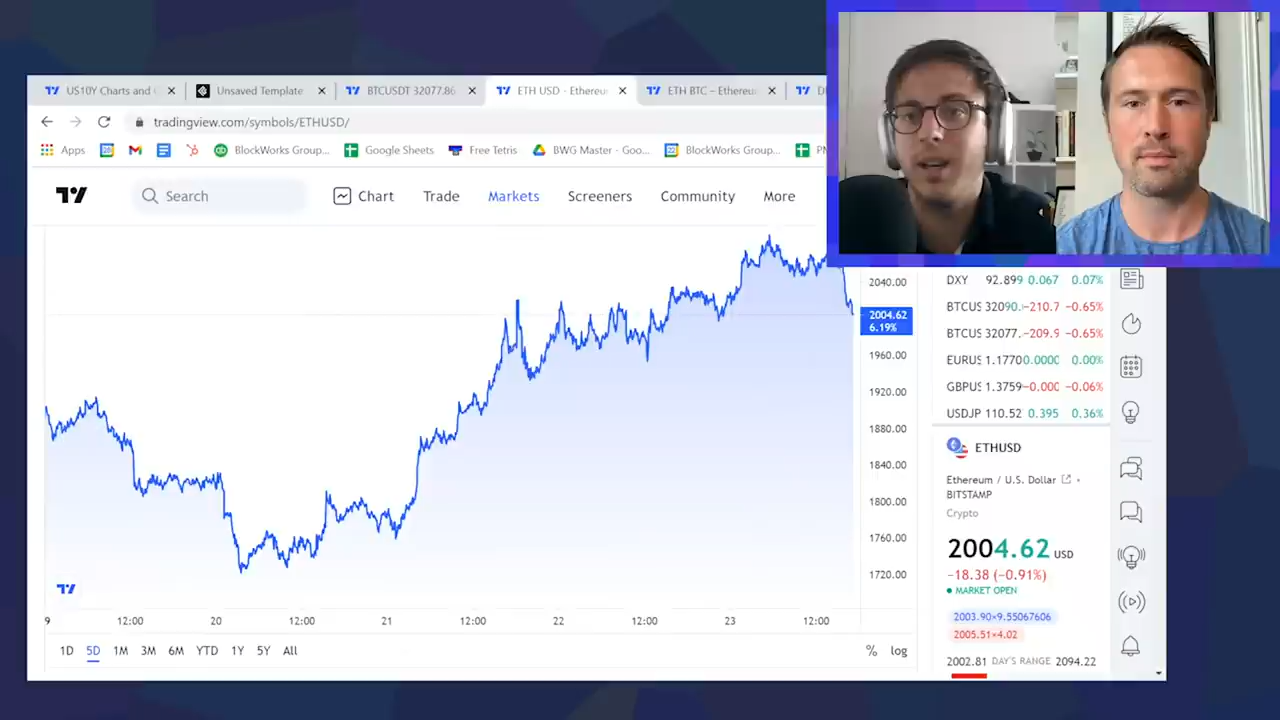 US10Y Charts and
Unsaved Template
BTCUSDT 32077.86
ETH USD – Ethereu
ETH BTC – Ethereu
tradingview.com/symbols/ETHUSD/
Apps
BlockWorks Group...
Google Sheets
Free Tetris
BWG Master - Goo...
BlockWorks Group...
Search
Chart
Trade
Markets
Screeners
Community
More
2040.00
2004.62
6.19%
1960.00
1920.00
1880.00
1840.00
1800.00
1760.00
1720.00
9 12:00 20 12:00 21 12:00 22 12:00 23 12:00
1D 5D 1M 3M 6M YTD 1Y 5Y All
% log
DXY 92.899 0.067 0.07%
BTCUS 32090. −210.7 −0.65%
BTCUS 32077. −209.9 −0.65%
EURUS 1.1770 0.0000 0.00%
GBPUS 1.3759 −0.000 −0.06%
USDJP 110.52 0.395 0.36%
ETHUSD
Ethereum / U.S. Dollar
BITSTAMP
Crypto
2004.62 USD
−18.38 (−0.91%)
MARKET OPEN
2003.90×9.55067606
2005.51×4.02
2002.81 DAY'S RANGE 2094.22